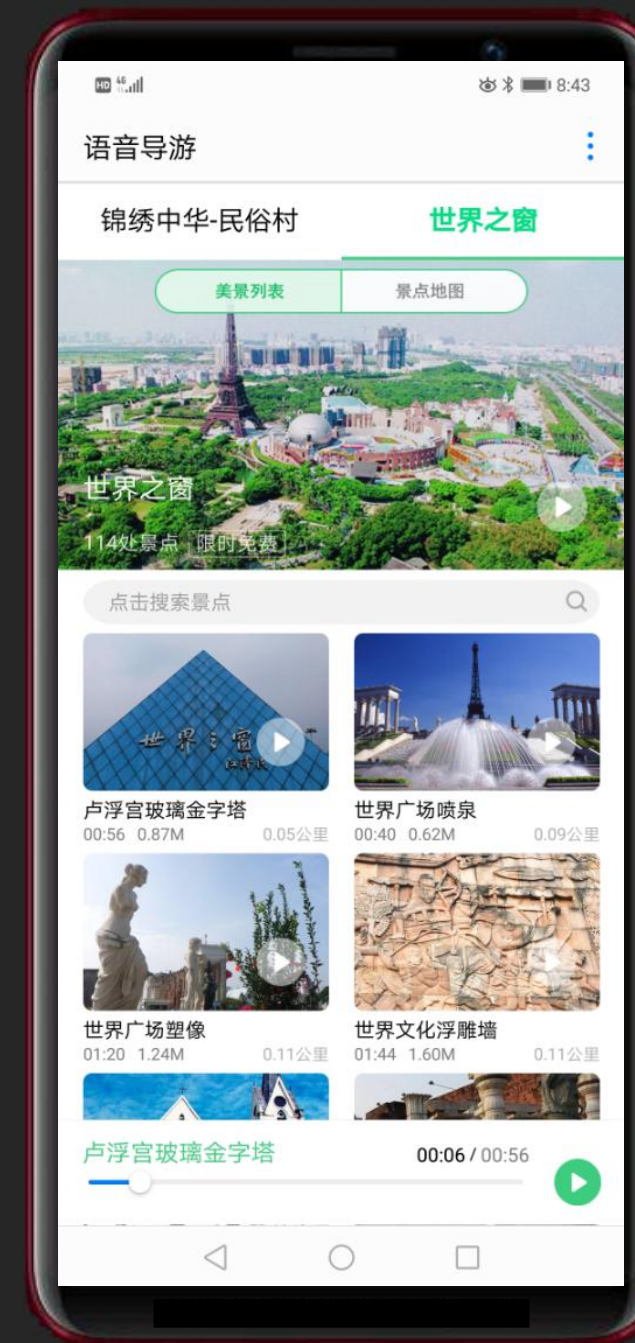 HD 46 8:43
语音导游
锦绣中华-民俗村 世界之窗
美景列表 景点地图
世界之窗
114处景点 限时免费
点击搜索景点
世界之窗
卢浮宫玻璃金字塔 世界广场喷泉
00:56 0.87M 0.05公里 00:40 0.62M 0.09公里
世界广场塑像 世界文化浮雕墙
01:20 1.24M 0.11公里 01:44 1.60M 0.11公里
卢浮宫玻璃金字塔 00:06 / 00:56